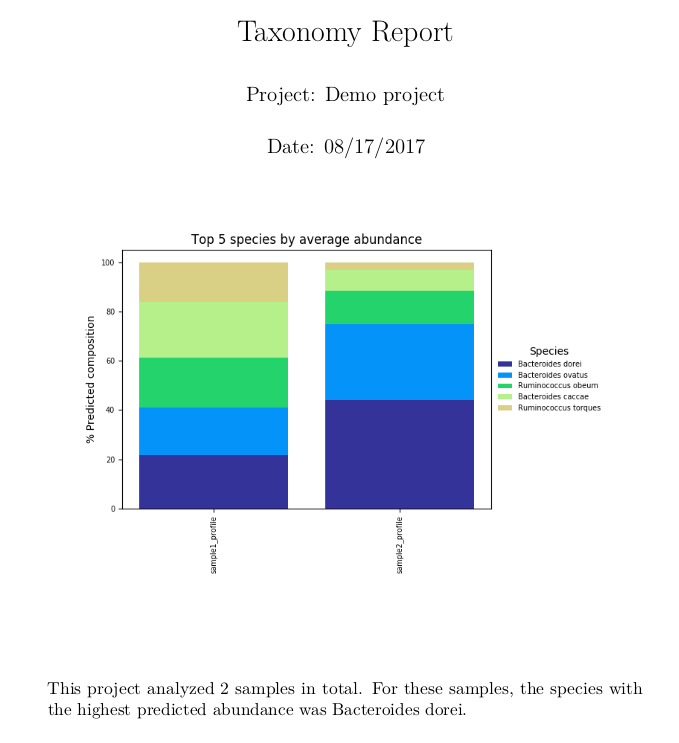 Taxonomy Report
Project: Demo project
Date: 08/17/2017
Top 5 species by average abundance
% Predicted composition
100
80
60
40
20
0
sample1_profile
sample2_profile
Species
Bacteroides dorei
Bacteroides ovatus
Ruminococcus obeum
Bacteroides caccae
Ruminococcus torques
This project analyzed 2 samples in total. For these samples, the species with
the highest predicted abundance was Bacteroides dorei.